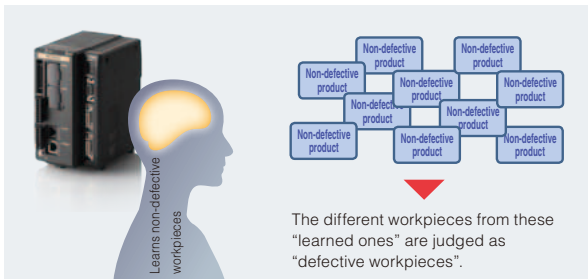 Learns non-defective
workpieces
Non-defective
product
Non-defective
product
Non-defective
product
Non-defective
product
Non-defective
product
Non-defective
product
Non-defective
product
Non-defective
product
Non-defective
product
Non-defective
product
The different workpieces from these
“learned ones” are judged as
“defective workpieces”.